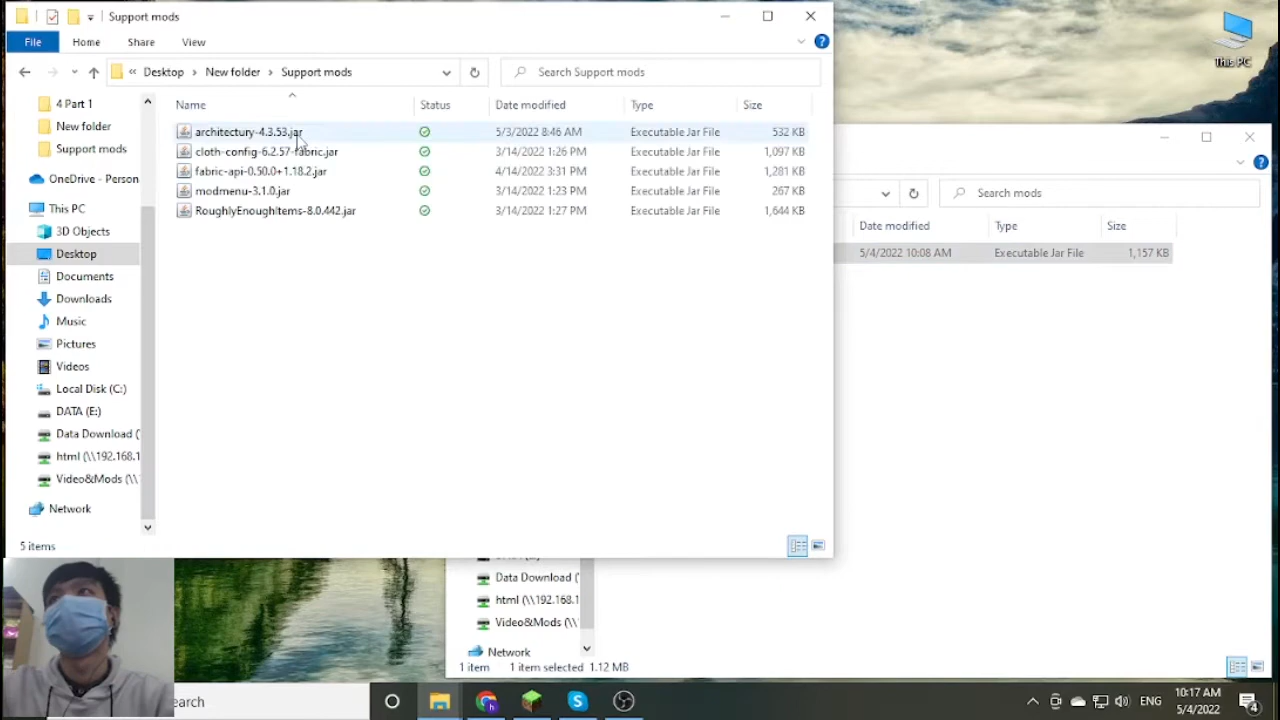 Support mods
File Home Share View
« Desktop › New folder › Support mods
Search Support mods
This PC
4 Part 1
New folder
Support mods
OneDrive - Person
This PC
3D Objects
Desktop
Documents
Downloads
Music
Pictures
Videos
Local Disk (C:)
DATA (E:)
Data Download (
html (\\192.168.1
Video&Mods (\\
Network
Name Status Date modified Type Size
architectury-4.3.53.jar 5/3/2022 8:46 AM Executable Jar File 532 KB
cloth-config-6.2.57-fabric.jar 3/14/2022 1:26 PM Executable Jar File 1,097 KB
fabric-api-0.50.0+1.18.2.jar 4/14/2022 3:31 PM Executable Jar File 1,281 KB
modmenu-3.1.0.jar 3/14/2022 1:23 PM Executable Jar File 267 KB
RoughlyEnoughItems-8.0.442.jar 3/14/2022 1:27 PM Executable Jar File 1,644 KB
5 items
Search mods
Date modified Type Size
5/4/2022 10:08 AM Executable Jar File 1,157 KB
Data Download (
html (\\192.168.1
Video&Mods (\\
Network
1 item 1 item selected 1.12 MB
earch
ENG
10:17 AM
5/4/2022
4